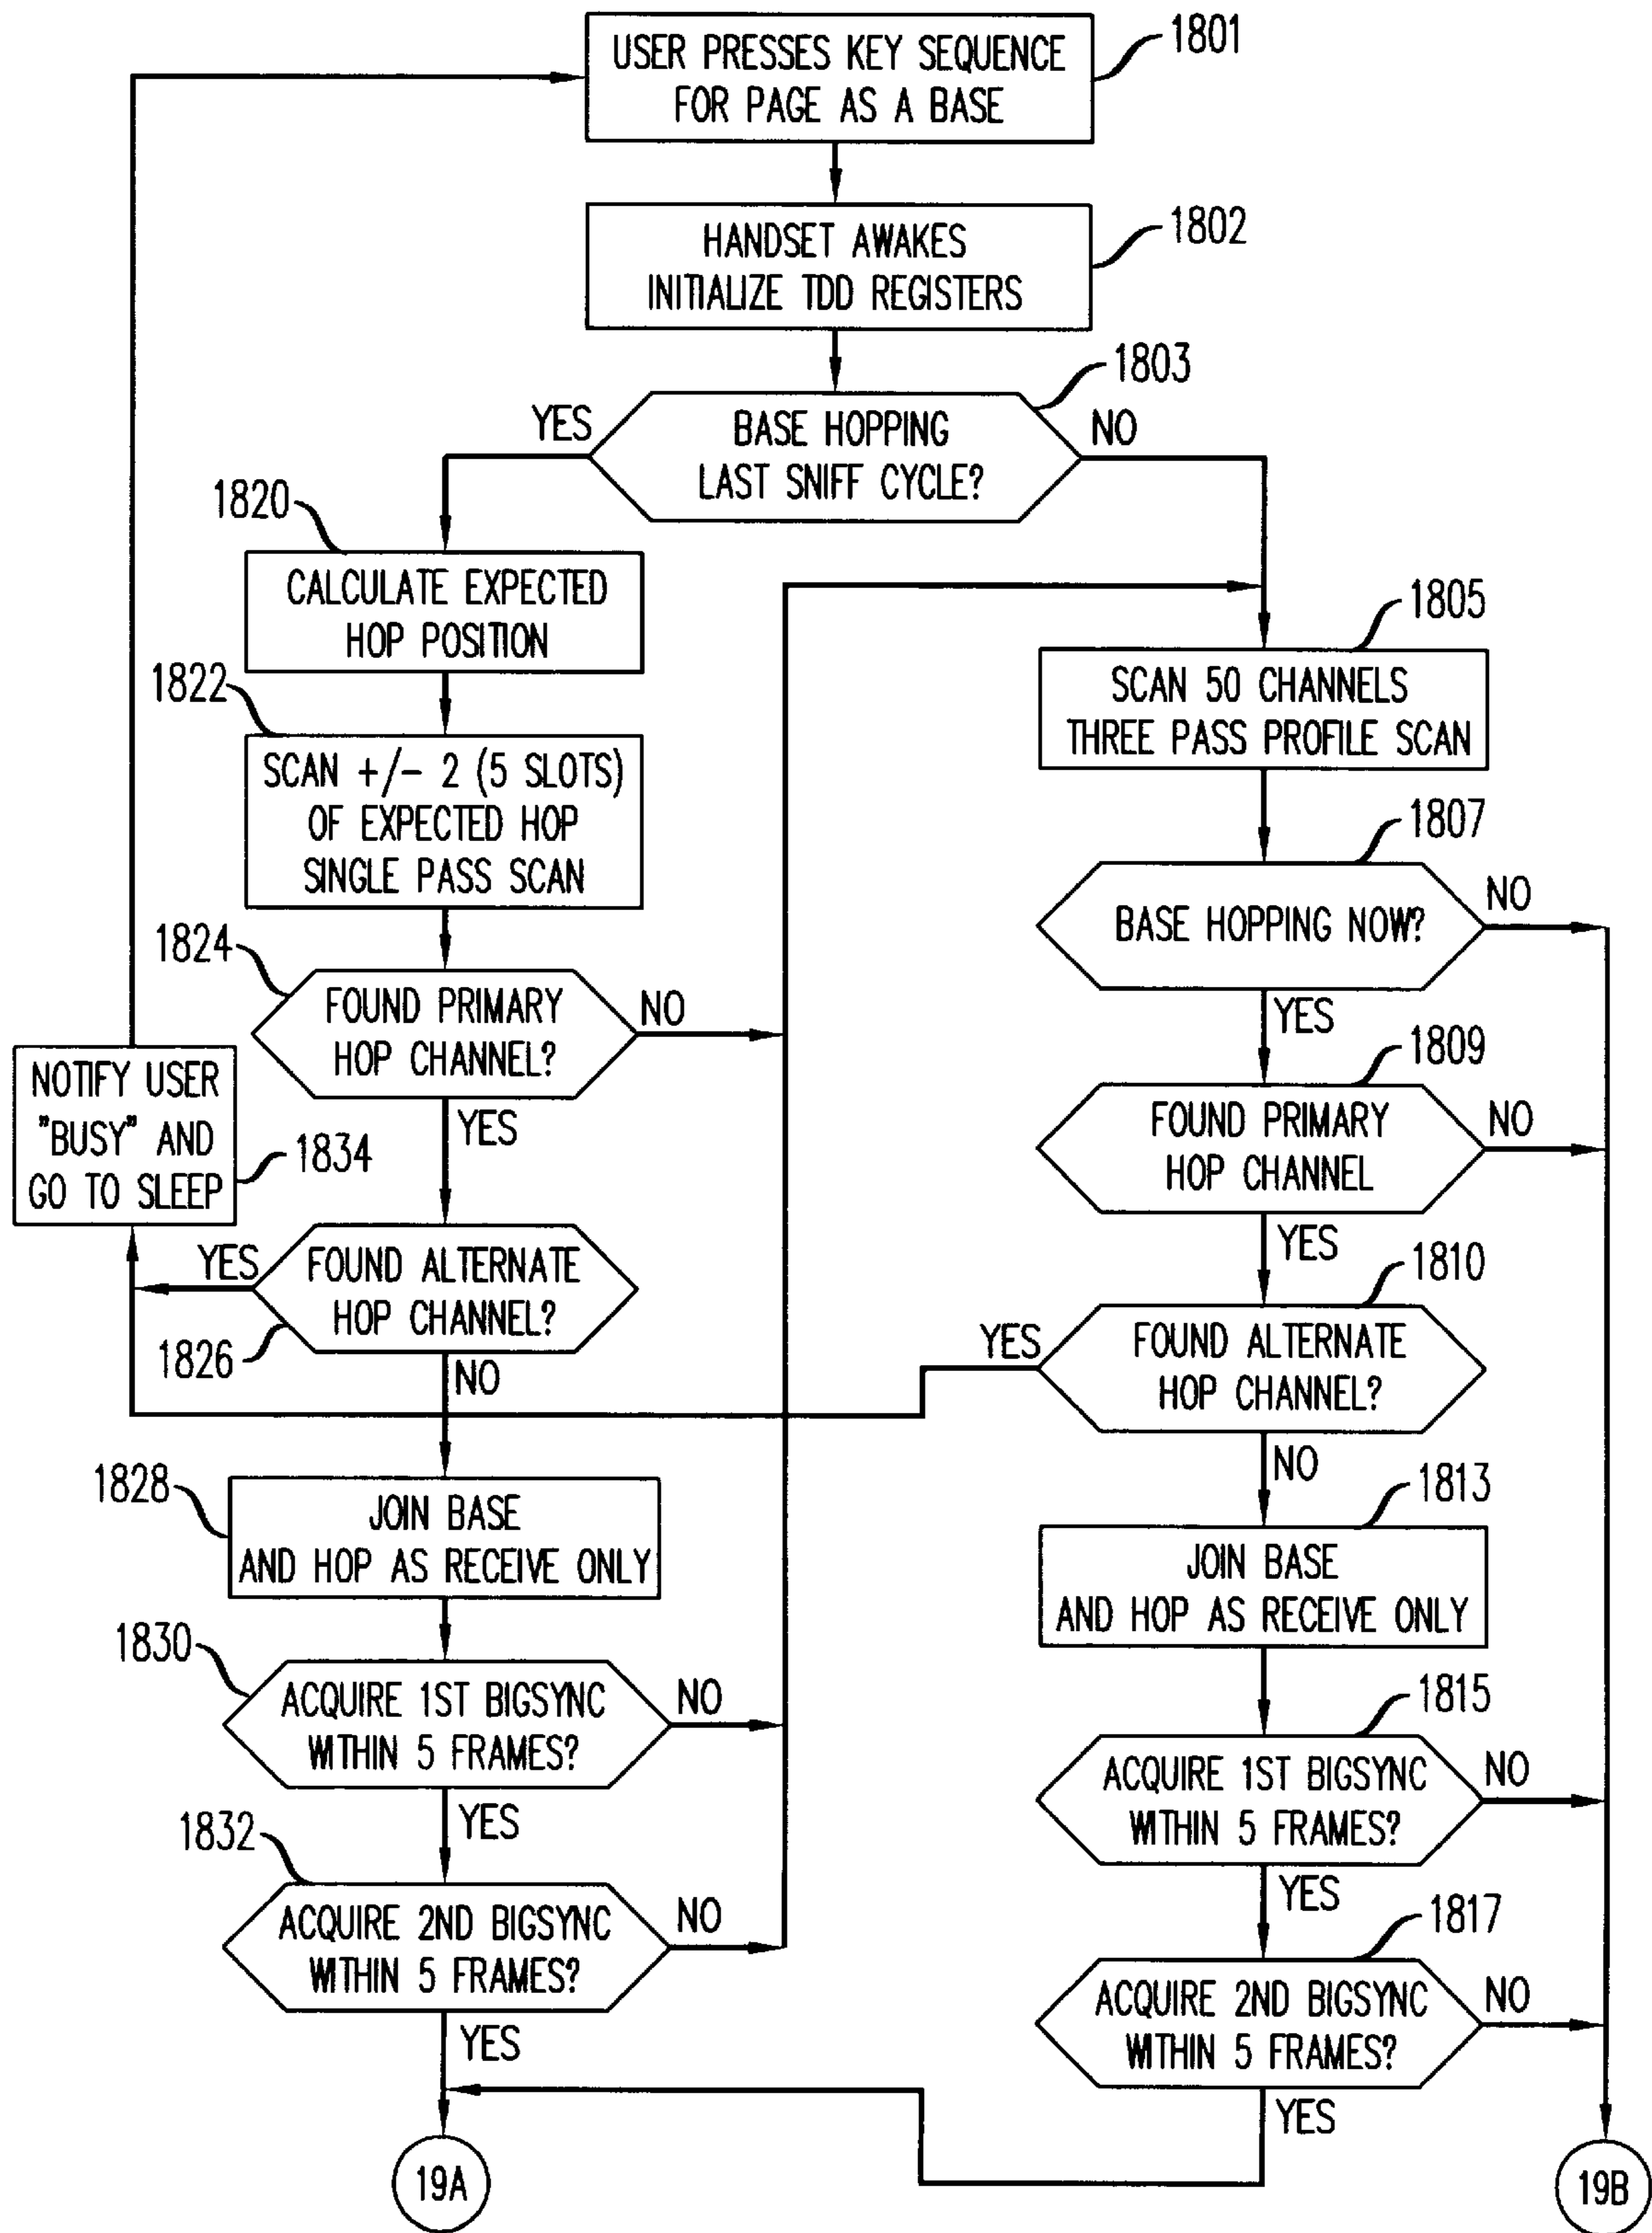 USER PRESSES KEY SEQUENCE
FOR PAGE AS A BASE
1801
HANDSET AWAKES
INITIALIZE TDD REGISTERS
1802
BASE HOPPING
LAST SNIFF CYCLE?
1803
YES
NO
1820
CALCULATE EXPECTED
HOP POSITION
1822
SCAN +/- 2 (5 SLOTS)
OF EXPECTED HOP
SINGLE PASS SCAN
1824
FOUND PRIMARY
HOP CHANNEL?
NO
YES
NOTIFY USER
"BUSY" AND
GO TO SLEEP
1834
YES
FOUND ALTERNATE
HOP CHANNEL?
1826
NO
1828
JOIN BASE
AND HOP AS RECEIVE ONLY
1830
ACQUIRE 1ST BIGSYNC
WITHIN 5 FRAMES?
NO
YES
1832
ACQUIRE 2ND BIGSYNC
WITHIN 5 FRAMES?
NO
YES
19A
1805
SCAN 50 CHANNELS
THREE PASS PROFILE SCAN
1807
BASE HOPPING NOW?
NO
YES
1809
FOUND PRIMARY
HOP CHANNEL
NO
YES
1810
YES
FOUND ALTERNATE
HOP CHANNEL?
NO
1813
JOIN BASE
AND HOP AS RECEIVE ONLY
1815
ACQUIRE 1ST BIGSYNC
WITHIN 5 FRAMES?
NO
YES
1817
ACQUIRE 2ND BIGSYNC
WITHIN 5 FRAMES?
NO
YES
19B